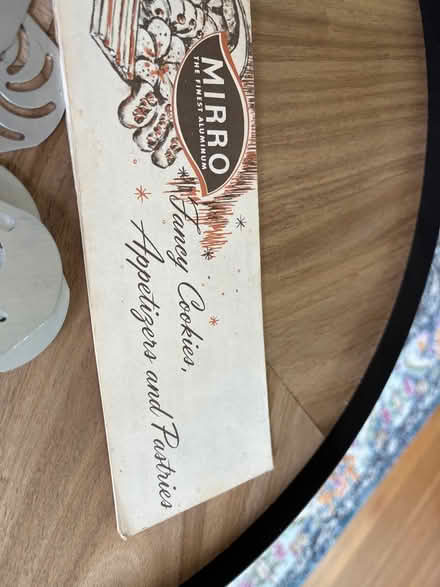 MIRRO
THE FINEST ALUMINUM
Fancy Cookies,
Appetizers and Pastries